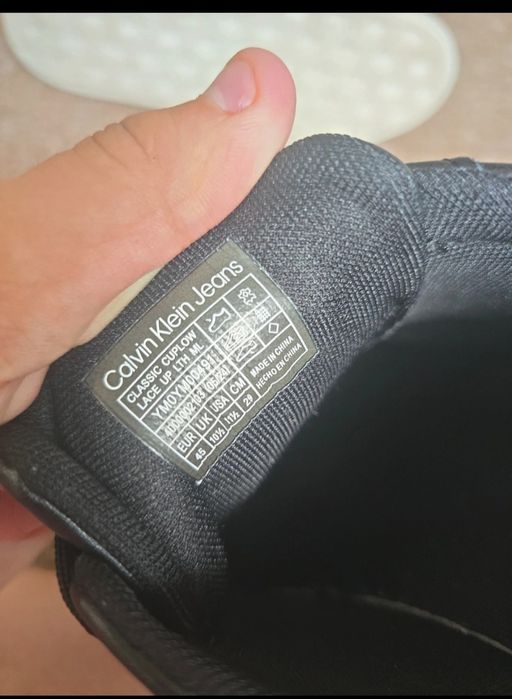 Calvin Klein Jeans
CLASSIC CUPLOW
LACE UP LTH ML
EUR UK USA CM
45 10½ 11½ 29
MADE IN CHINA
HECHO EN CHINA